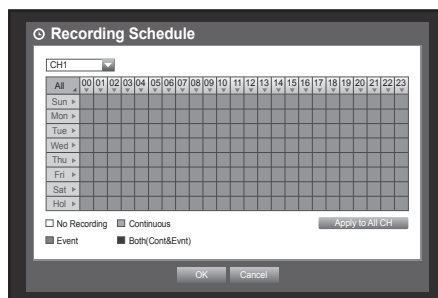 Recording Schedule
CH1
All 00 01 02 03 04 05 06 07 08 09 10 11 12 13 14 15 16 17 18 19 20 21 22 23
Sun
Mon
Tue
Wed
Thu
Fri
Sat
Hol
No Recording Continuous Apply to All CH
Event Both(Cont&Evnt)
OK Cancel